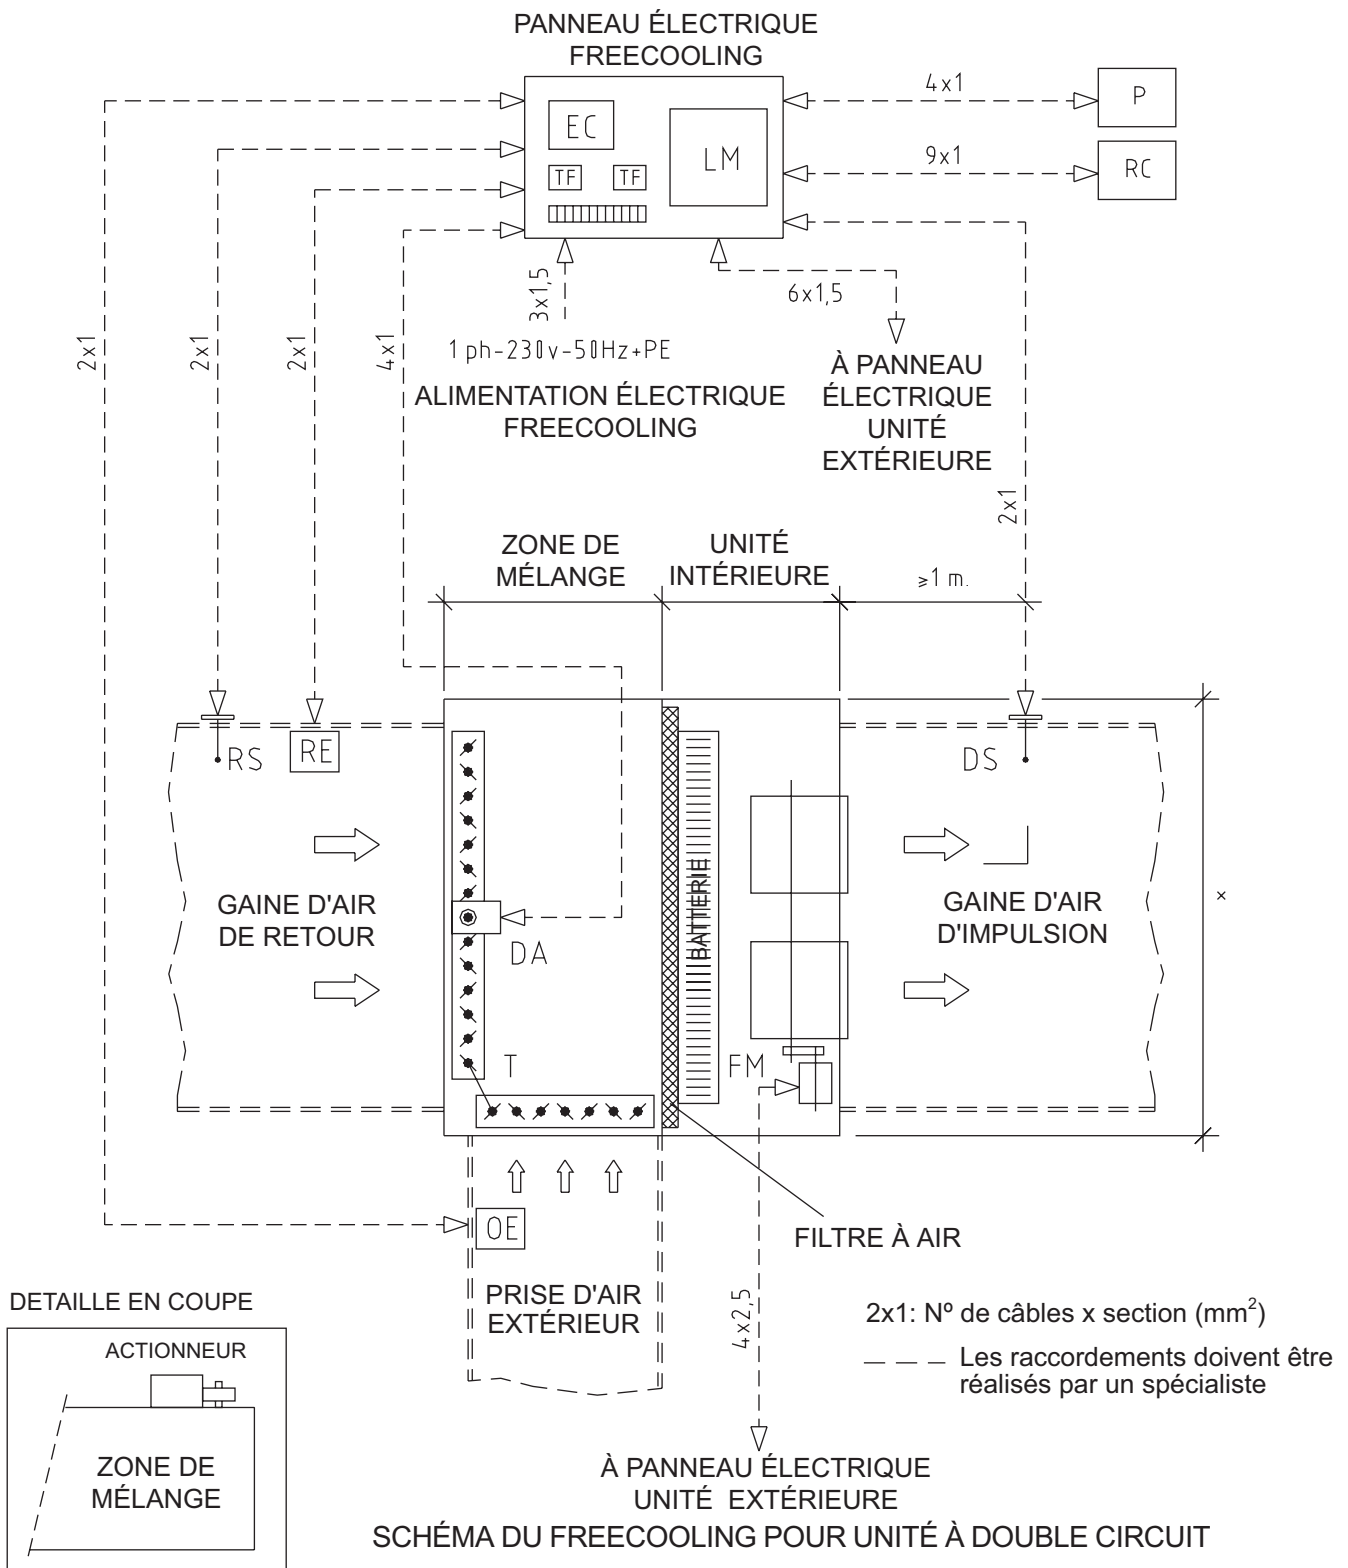 PANNEAU ÉLECTRIQUE
FREECOOLING
4x1
P
EC
LM
9x1
RC
TF
TF
3x1,5
6x1,5
2x1
2x1
2x1
4x1
1 ph-230v-50Hz+PE
ALIMENTATION ÉLECTRIQUE
FREECOOLING
À PANNEAU
ÉLECTRIQUE
UNITÉ
EXTÉRIEURE
2x1
ZONE DE
MÉLANGE
UNITÉ
INTÉRIEURE
≥1 m.
RS
RE
DS
BATTERIE
GAINE D'AIR
DE RETOUR
DA
GAINE D'AIR
D'IMPULSION
x
T
FM
OE
FILTRE À AIR
PRISE D'AIR
EXTÉRIEUR
4x2,5
DETAILLE EN COUPE
ACTIONNEUR
ZONE DE
MÉLANGE
2x1: Nº de câbles x section (mm²)
Les raccordements doivent être
réalisés par un spécialiste
À PANNEAU ÉLECTRIQUE
UNITÉ EXTÉRIEURE
SCHÉMA DU FREECOOLING POUR UNITÉ À DOUBLE CIRCUIT